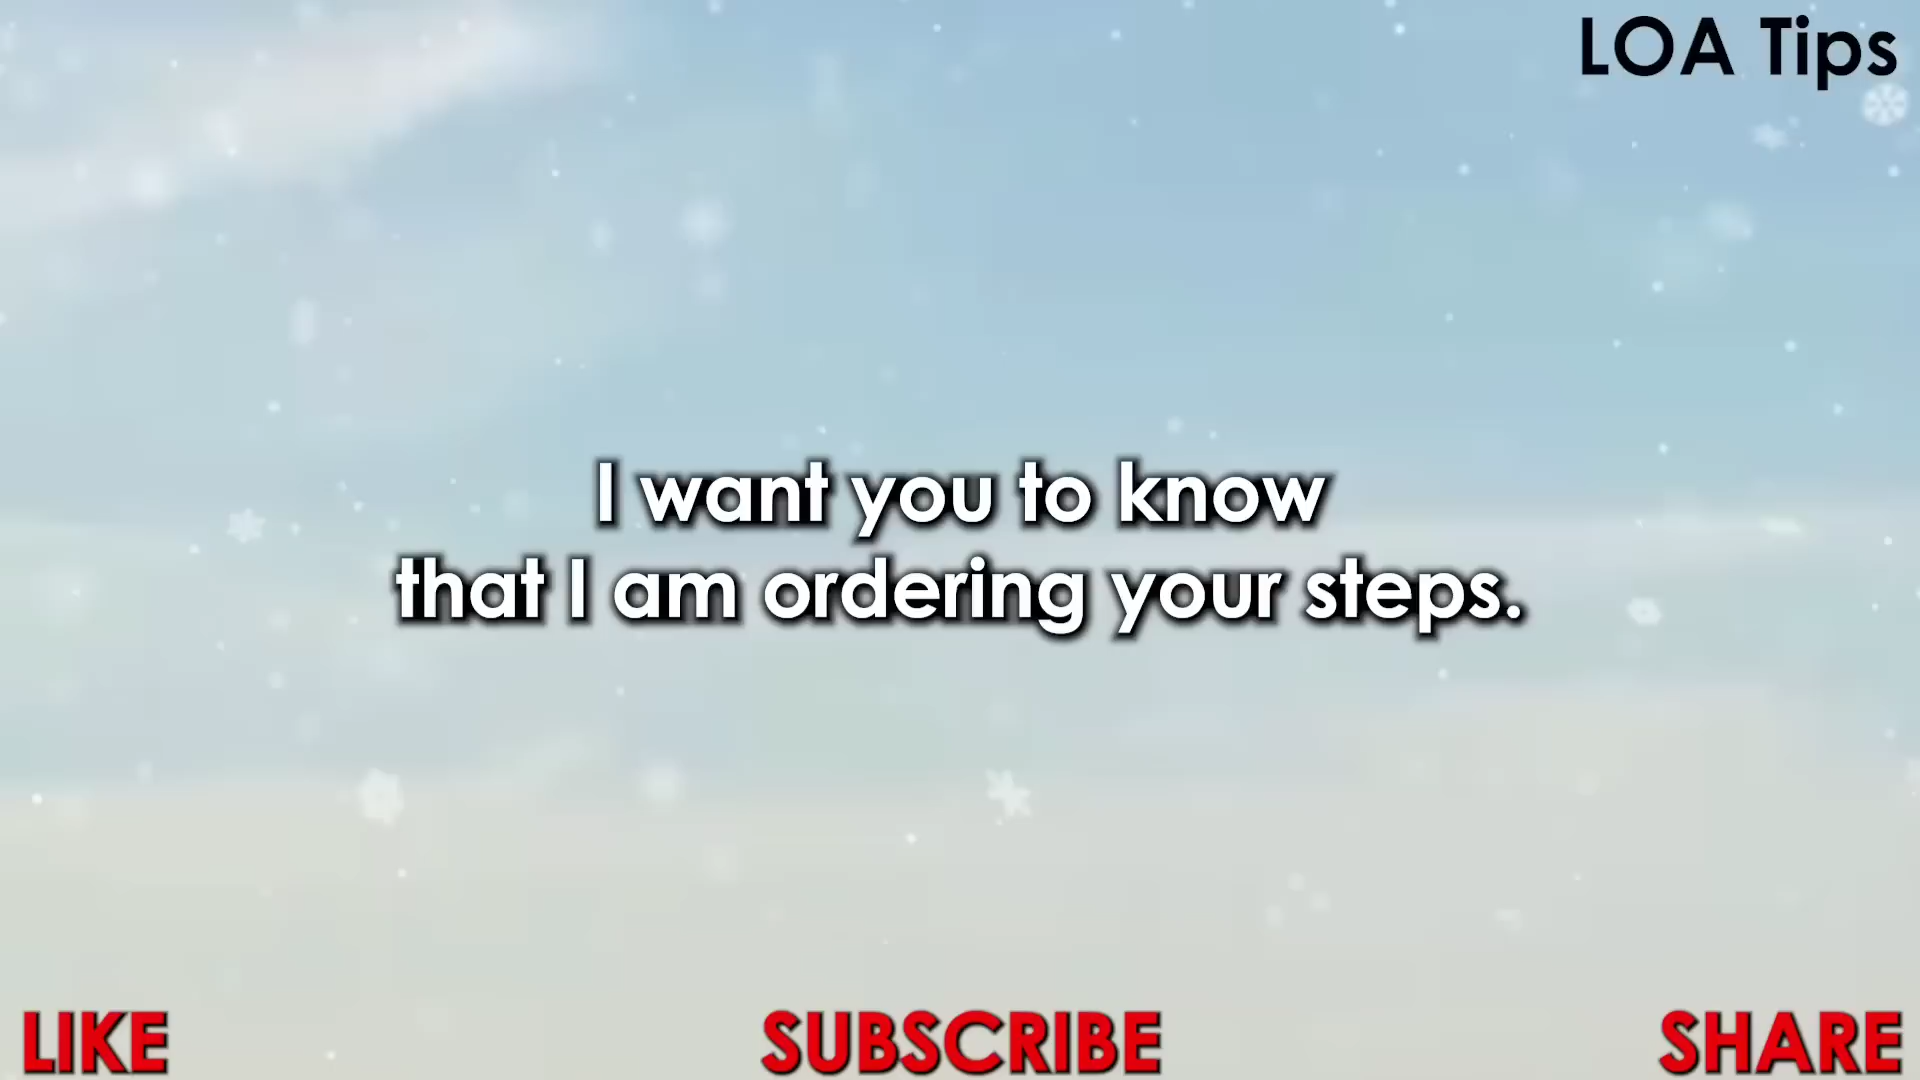 LOA Tips
I want you to know
that I am ordering your steps.
LIKE SUBSCRIBE SHARE